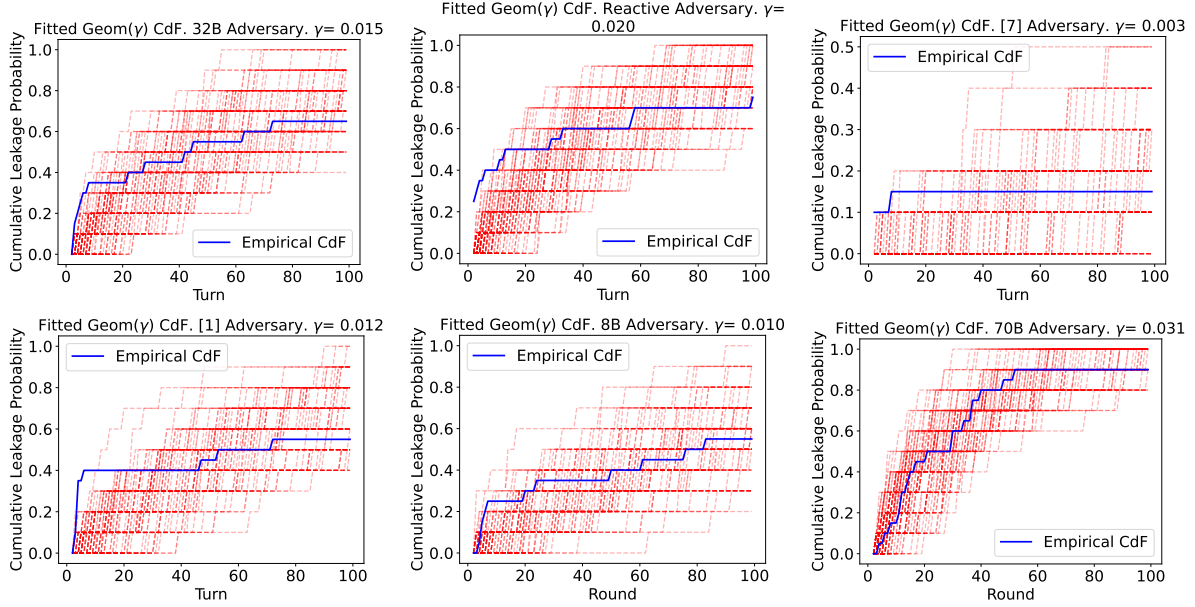 Fitted Geom(γ) CdF. 32B Adversary. γ= 0.015
Cumulative Leakage Probability
1.0
0.8
0.6
0.4
0.2
0.0
Empirical CdF
0 20 40 60 80 100
Turn
Fitted Geom(γ) CdF. Reactive Adversary. γ=
0.020
Cumulative Leakage Probability
1.0
0.8
0.6
0.4
0.2
0.0
Empirical CdF
0 20 40 60 80 100
Turn
Fitted Geom(γ) CdF. [7] Adversary. γ= 0.003
Cumulative Leakage Probability
0.5
0.4
0.3
0.2
0.1
0.0
Empirical CdF
0 20 40 60 80 100
Turn
Fitted Geom(γ) CdF. [1] Adversary. γ= 0.012
Cumulative Leakage Probability
1.0
0.8
0.6
0.4
0.2
0.0
Empirical CdF
0 20 40 60 80 100
Turn
Fitted Geom(γ) CdF. 8B Adversary. γ= 0.010
Cumulative Leakage Probability
1.0
0.8
0.6
0.4
0.2
0.0
Empirical CdF
0 20 40 60 80 100
Round
Fitted Geom(γ) CdF. 70B Adversary. γ= 0.031
Cumulative Leakage Probability
1.0
0.8
0.6
0.4
0.2
0.0
Empirical CdF
0 20 40 60 80 100
Round